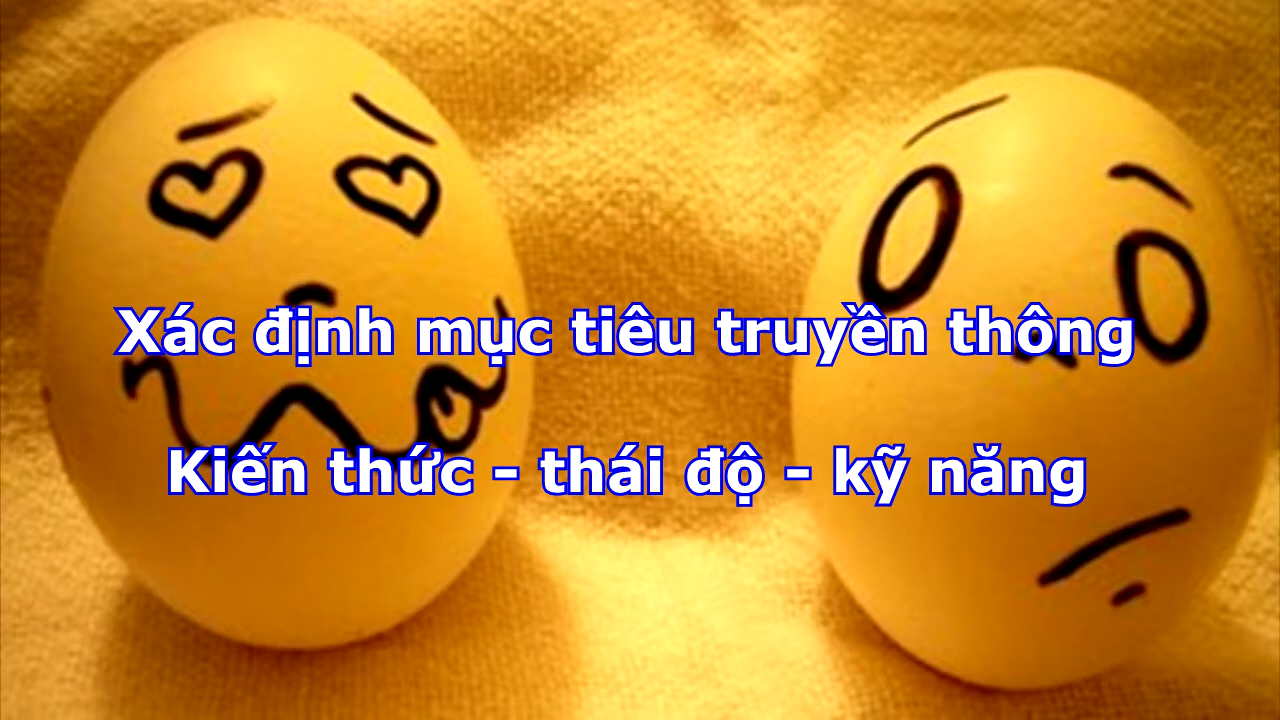 Xác định mục tiêu truyền thông
Kiến thức - thái độ - kỹ năng